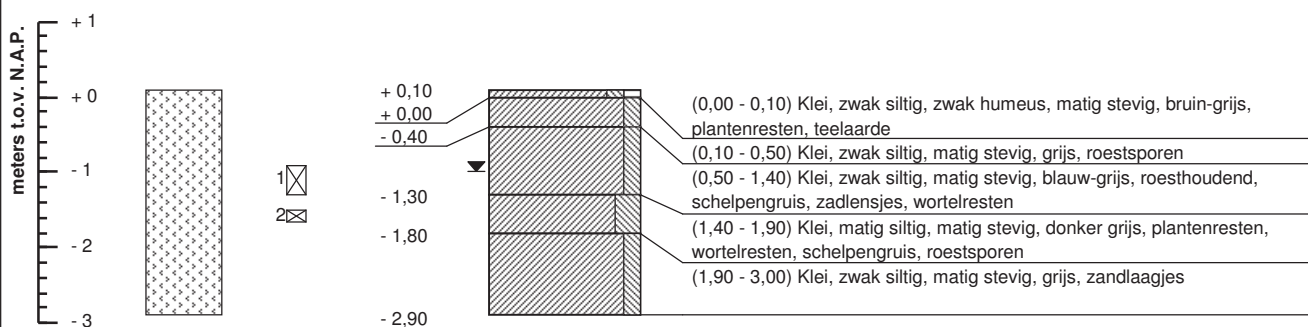 meters t.o.v. N.A.P.
+ 1
+ 0
- 1
- 2
- 3
1
2
+ 0,10
+ 0,00
- 0,40
- 1,30
- 1,80
- 2,90
(0,00 - 0,10) Klei, zwak siltig, zwak humeus, matig stevig, bruin-grijs,
plantenresten, teelaarde
(0,10 - 0,50) Klei, zwak siltig, matig stevig, grijs, roestsporen
(0,50 - 1,40) Klei, zwak siltig, matig stevig, blauw-grijs, roesthoudend,
schelpengruis, zadlensjes, wortelresten
(1,40 - 1,90) Klei, matig siltig, matig stevig, donker grijs, plantenresten,
wortelresten, schelpengruis, roestsporen
(1,90 - 3,00) Klei, zwak siltig, matig stevig, grijs, zandlaagjes